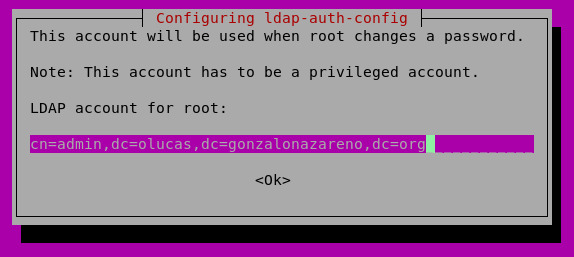 Configuring ldap-auth-config
This account will be used when root changes a password.
Note: This account has to be a privileged account.
LDAP account for root:
cn=admin,dc=olucas,dc=gonzalonazareno,dc=org
<Ok>